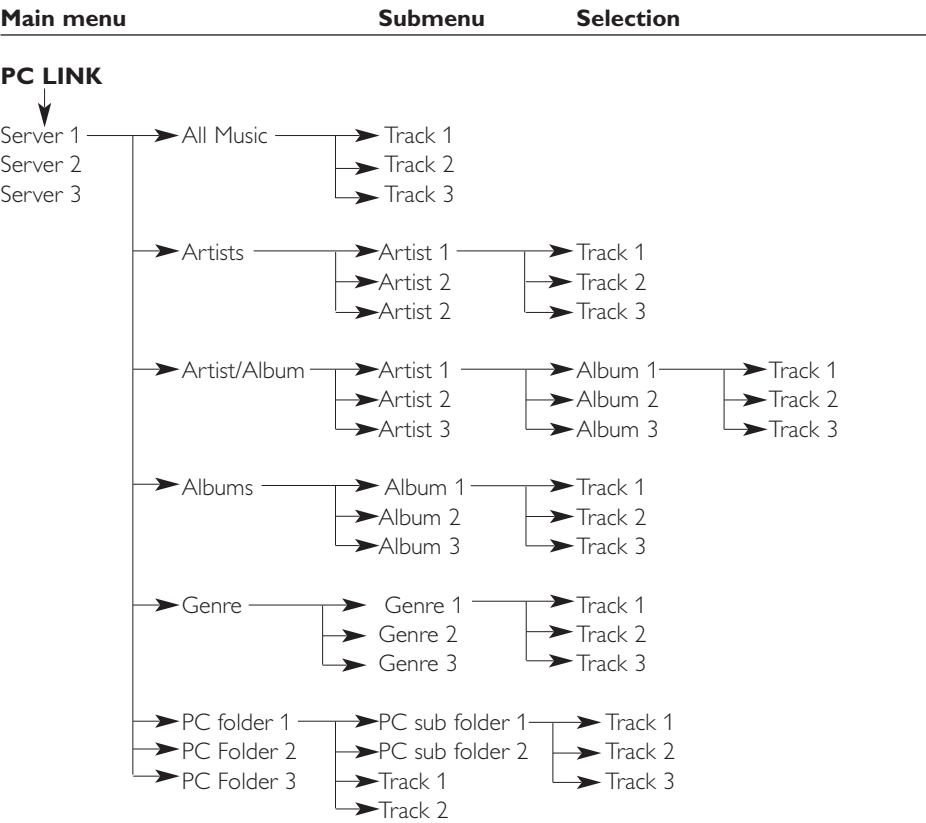 Main menu Submenu Selection
PC LINK
Server 1 All Music Track 1
Server 2 Track 2
Server 3 Track 3
Artists Artist 1 Track 1
Artist 2 Track 2
Artist 2 Track 3
Artist/Album Artist 1 Album 1 Track 1
Artist 2 Album 2 Track 2
Artist 3 Album 3 Track 3
Albums Album 1 Track 1
Album 2 Track 2
Album 3 Track 3
Genre Genre 1 Track 1
Genre 2 Track 2
Genre 3 Track 3
PC folder 1 PC sub folder 1 Track 1
PC Folder 2 PC sub folder 2 Track 2
PC Folder 3 Track 1 Track 3
Track 2